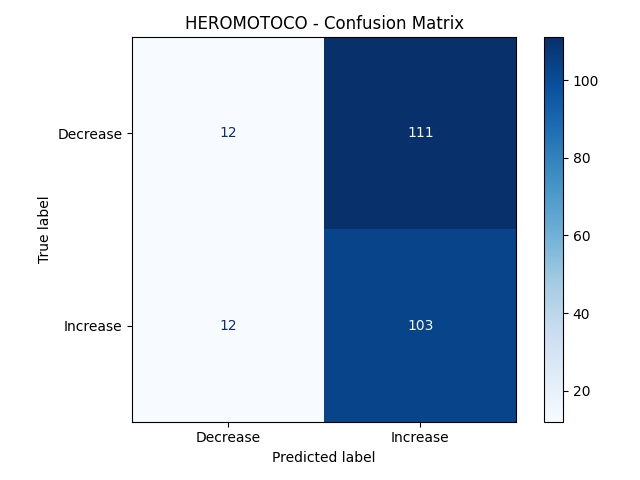 HEROMOTOCO - Confusion Matrix
True label
Decrease
12
111
Increase
12
103
Decrease
Increase
Predicted label
100
80
60
40
20